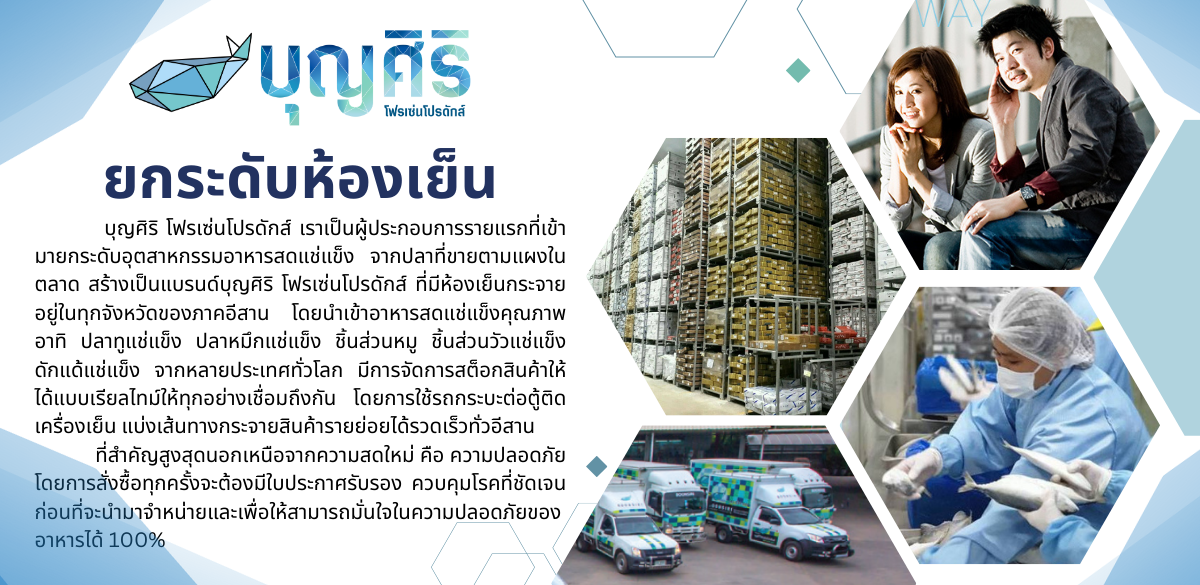 WAY
บุญศิริ
โฟรเซ่นโปรดักส์
ยกระดับห้องเย็น
บุญศิริ โฟรเซ่นโปรดักส์ เราเป็นผู้ประกอบการรายแรกที่เข้า
มายกระดับอุตสาหกรรมอาหารสดแช่แข็ง จากปลาที่ขายตามแผงใน
ตลาด สร้างเป็นแบรนด์บุญศิริ โฟรเซ่นโปรดักส์ ที่มีห้องเย็นกระจาย
อยู่ในทุกจังหวัดของภาคอีสาน โดยนำเข้าอาหารสดแช่แข็งคุณภาพ
อาทิ ปลาทูแช่แข็ง ปลาหมึกแช่แข็ง ชิ้นส่วนหมู ชิ้นส่วนวัวแช่แข็ง
ดักแด้แช่แข็ง จากหลายประเทศทั่วโลก มีการจัดการสต็อกสินค้าให้
ได้แบบเรียลไทม์ให้ทุกอย่างเชื่อมถึงกัน โดยการใช้รถกระบะต่อตู้ติด
เครื่องเย็น แบ่งเส้นทางกระจายสินค้ารายย่อยได้รวดเร็วทั่วอีสาน
ที่สำคัญสูงสุดนอกเหนือจากความสดใหม่ คือ ความปลอดภัย
โดยการสั่งซื้อทุกครั้งจะต้องมีใบประกาศรับรอง ควบคุมโรคที่ชัดเจน
ก่อนที่จะนำมาจำหน่ายและเพื่อให้สามารถมั่นใจในความปลอดภัยของ
อาหารได้ 100%